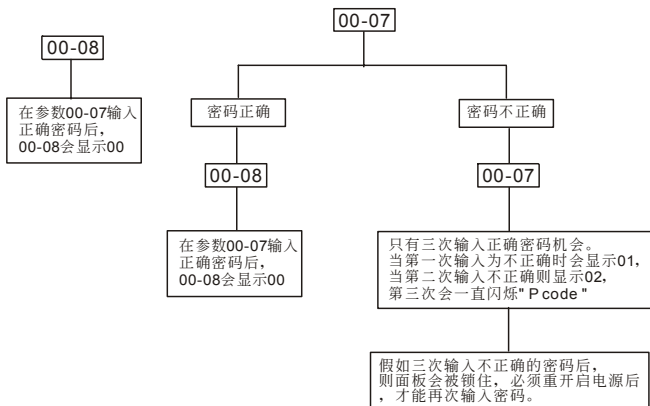 00-08
在参数00-07输入
正确密码后，
00-08会显示00
00-07
密码正确
00-08
在参数00-07输入
正确密码后，
00-08会显示00
密码不正确
00-07
只有三次输入正确密码机会。
当第一次输入为不正确时会显示01，
当第二次输入不正确则显示02，
第三次会一直闪烁" Pcode "
假如三次输入不正确的密码后，
则面板会被锁住，必须重开启电源后
，才能再次输入密码。